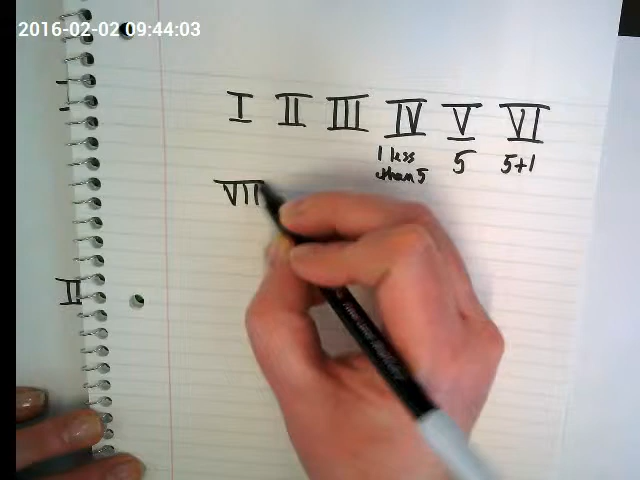 2016-02-02 09:44:03
I II III IV V VI
1 less than 5 5 5+1
VII
II